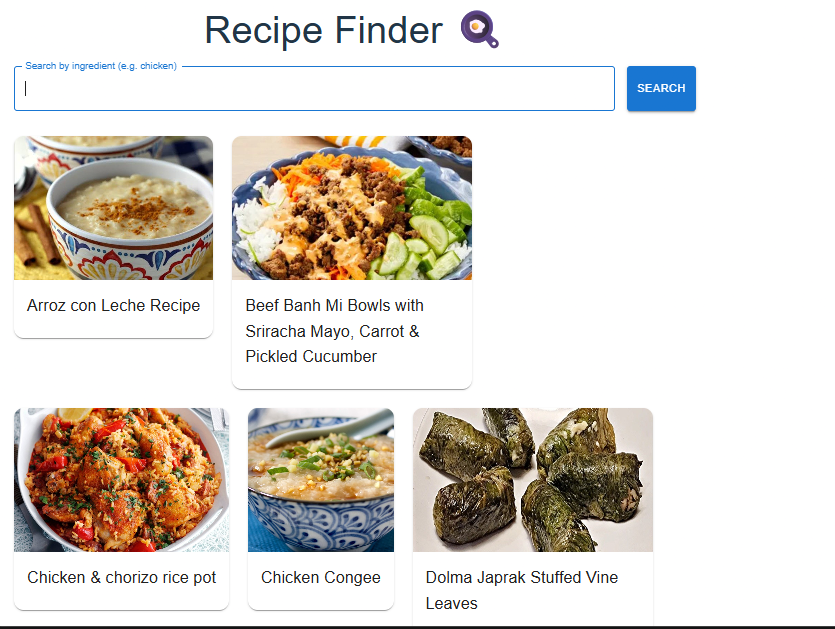 Recipe Finder
Search by ingredient (e.g. chicken)
SEARCH
Arroz con Leche Recipe
Beef Banh Mi Bowls with
Sriracha Mayo, Carrot &
Pickled Cucumber
Chicken & chorizo rice pot
Chicken Congee
Dolma Japrak Stuffed Vine
Leaves